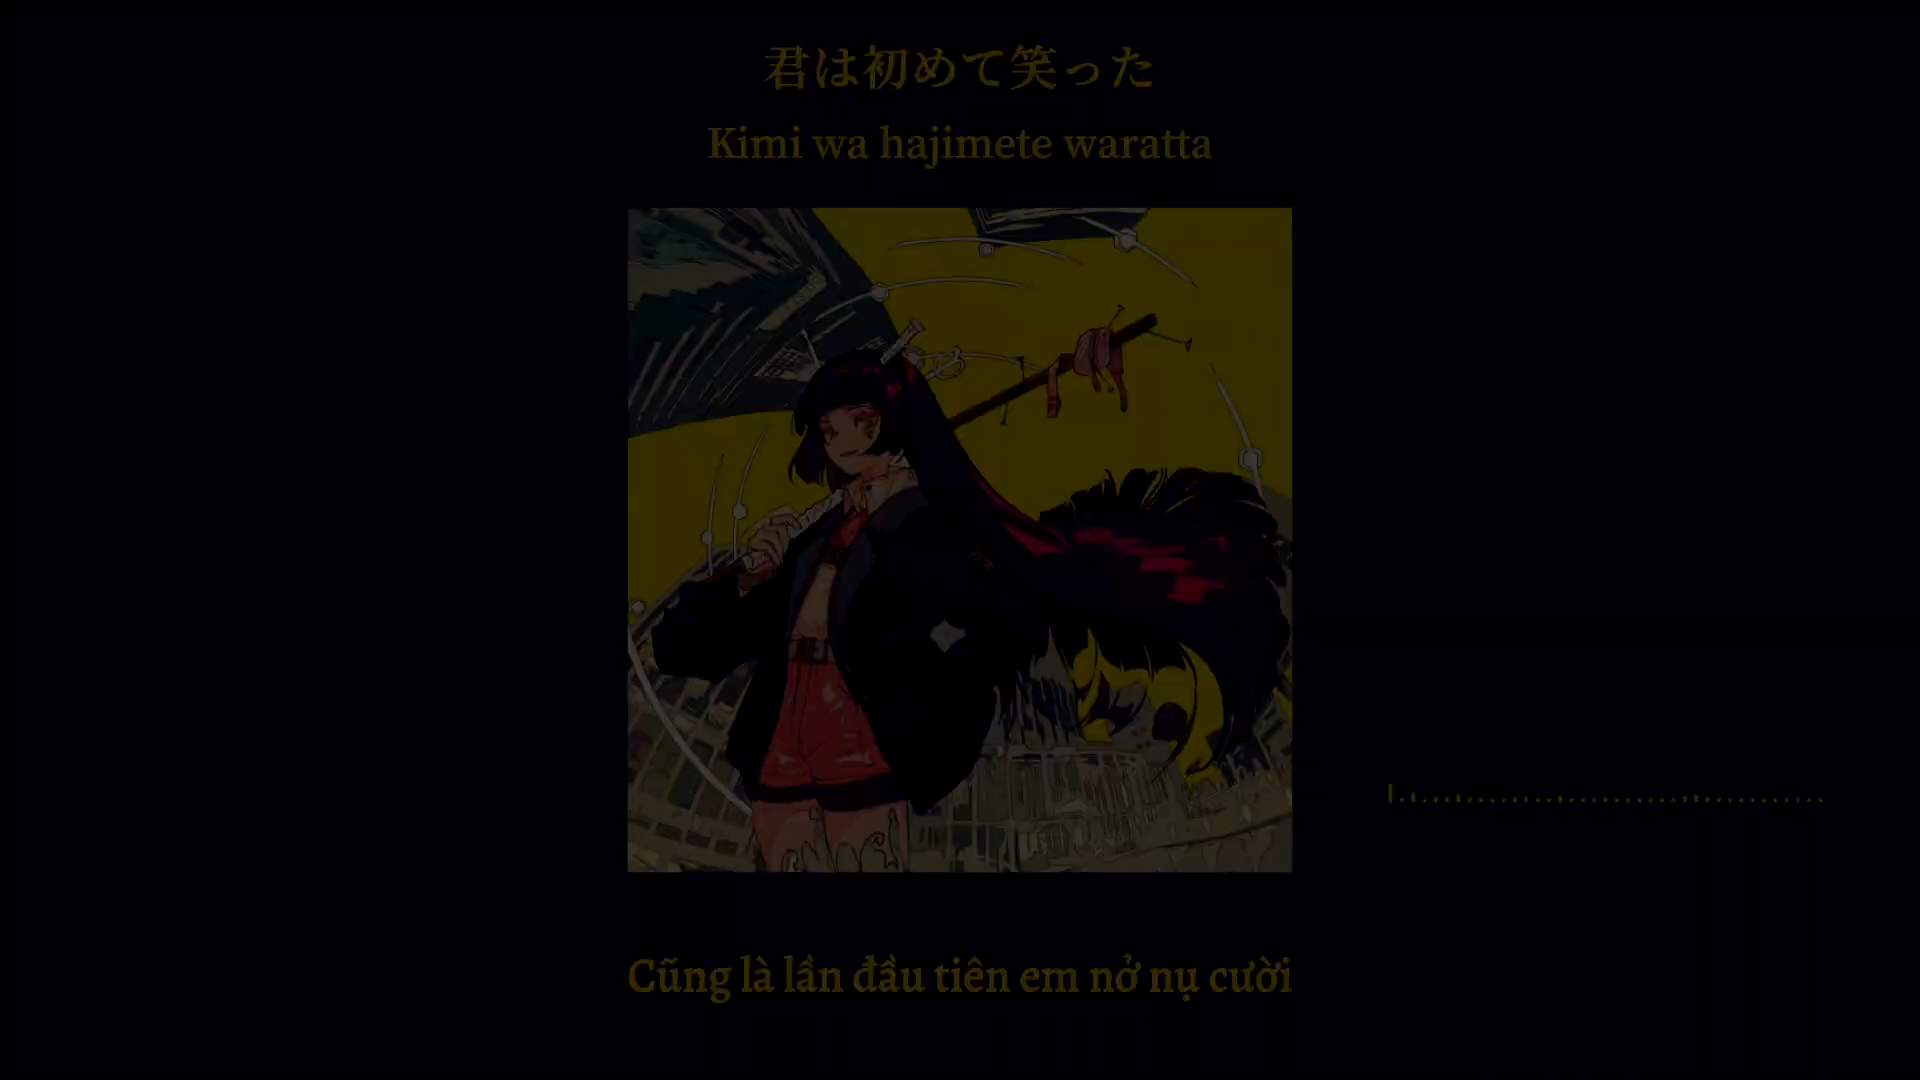 君は初めて笑った
Kimi wa hajimete waratta
Cũng là lần đầu tiên em nở nụ cười